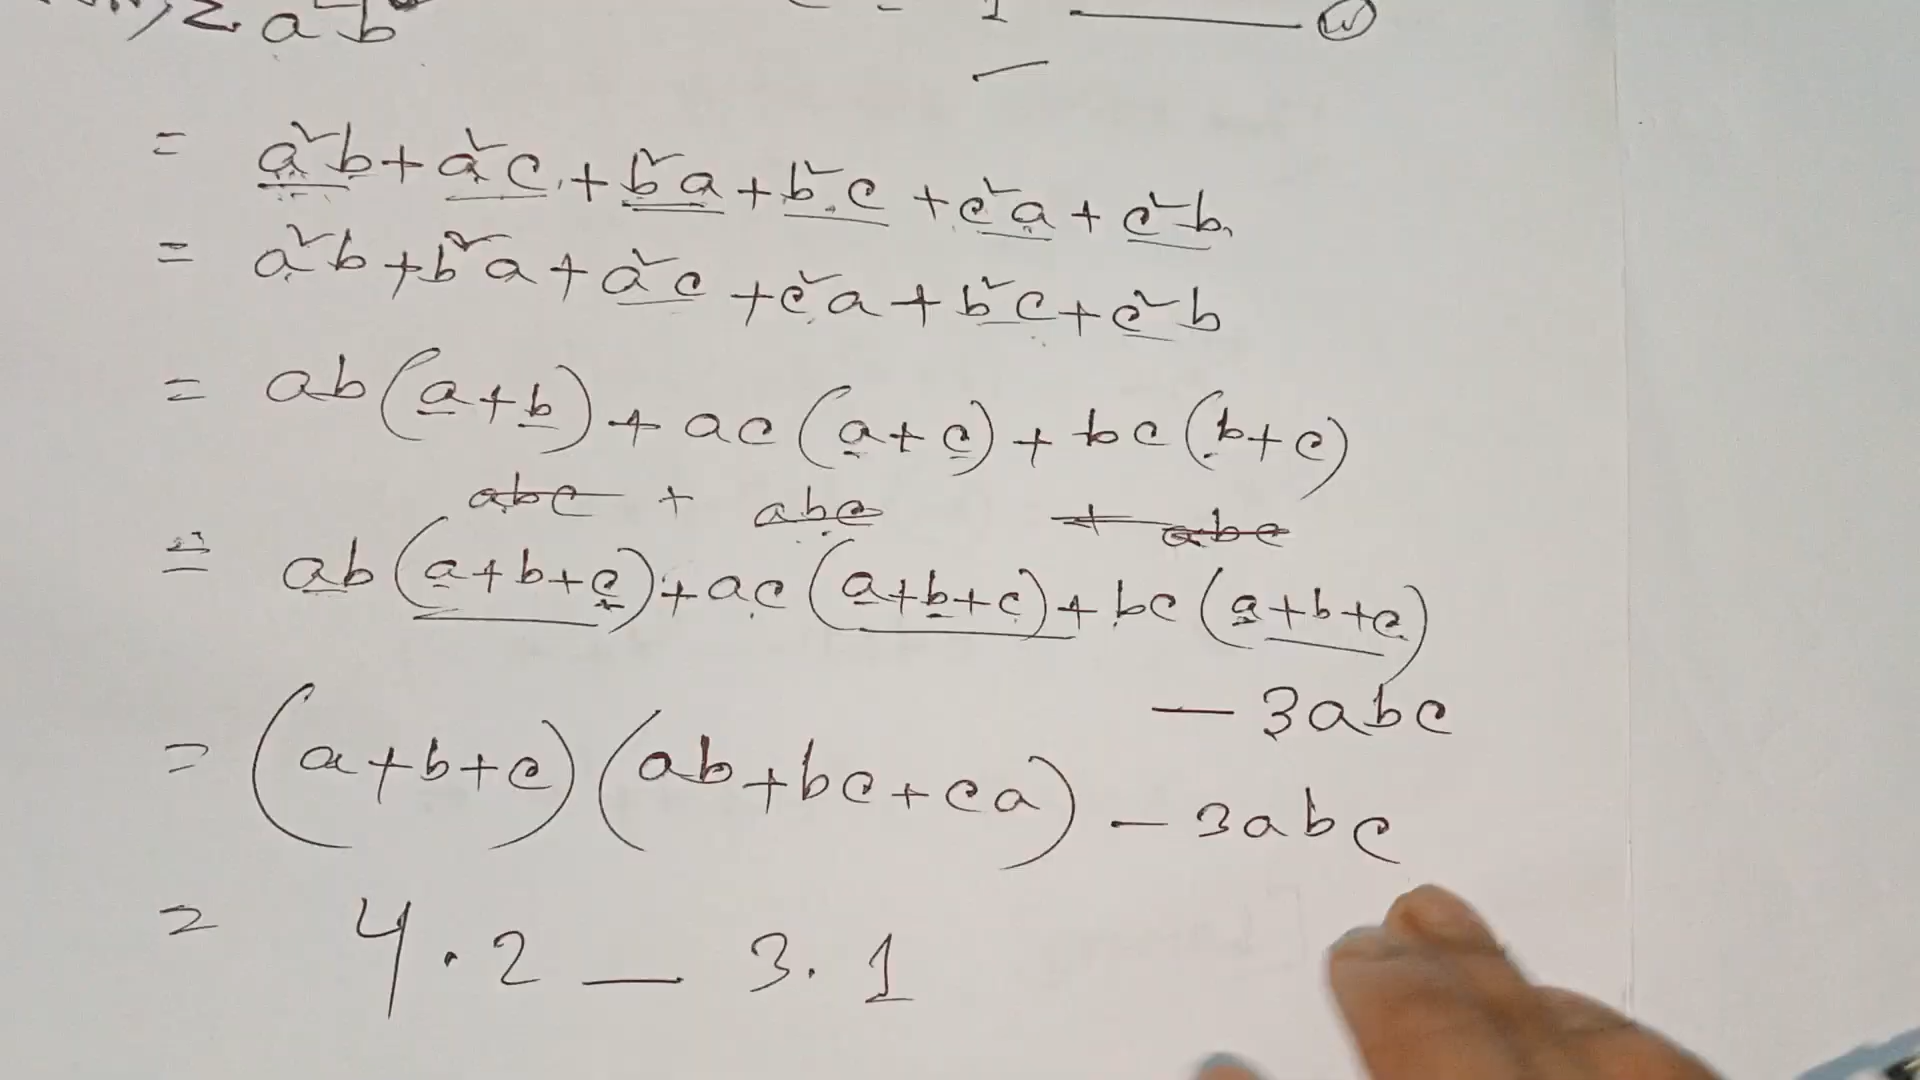 Σ a²b
= a²b + a²c + b²a + b²c + c²a + c²b
= a²b + b²a + a²c + c²a + b²c + c²b
= ab(a+b) + ac(a+c) + bc(b+c)
abc + abc + abc
= ab(a+b+c) + ac(a+b+c) + bc(a+b+c)
- 3abc
= (a+b+c)(ab+bc+ca) - 3abc
= 4.2 - 3.1